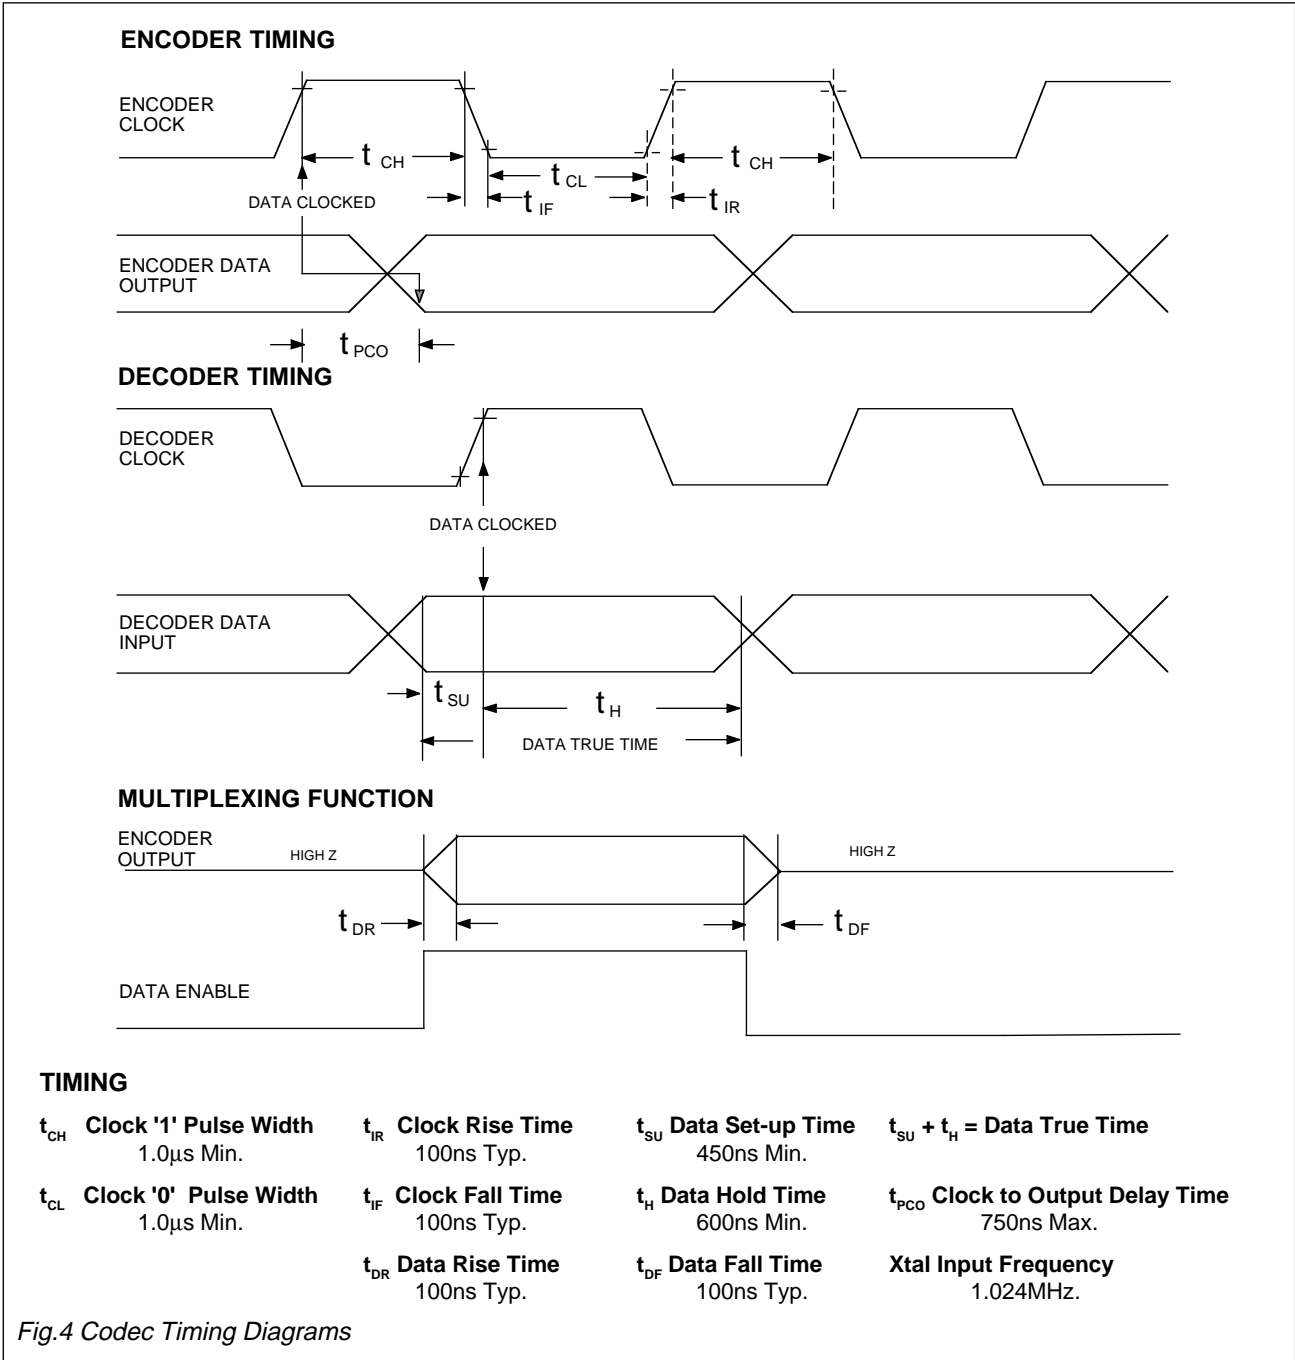 ENCODER TIMING
ENCODER
CLOCK
t CH
t CL
t CH
DATA CLOCKED
t IF
t IR
ENCODER DATA
OUTPUT
t PCO
DECODER TIMING
DECODER
CLOCK
DATA CLOCKED
DECODER DATA
INPUT
t SU
t H
DATA TRUE TIME
MULTIPLEXING FUNCTION
ENCODER
OUTPUT
HIGH Z
HIGH Z
t DR
t DF
DATA ENABLE
TIMING
tCH Clock '1' Pulse Width
1.0µs Min.
tIR Clock Rise Time
100ns Typ.
tSU Data Set-up Time
450ns Min.
tSU + tH = Data True Time
tCL Clock '0' Pulse Width
1.0µs Min.
tIF Clock Fall Time
100ns Typ.
tH Data Hold Time
600ns Min.
tPCO Clock to Output Delay Time
750ns Max.
tDR Data Rise Time
100ns Typ.
tDF Data Fall Time
100ns Typ.
Xtal Input Frequency
1.024MHz.
Fig.4 Codec Timing Diagrams